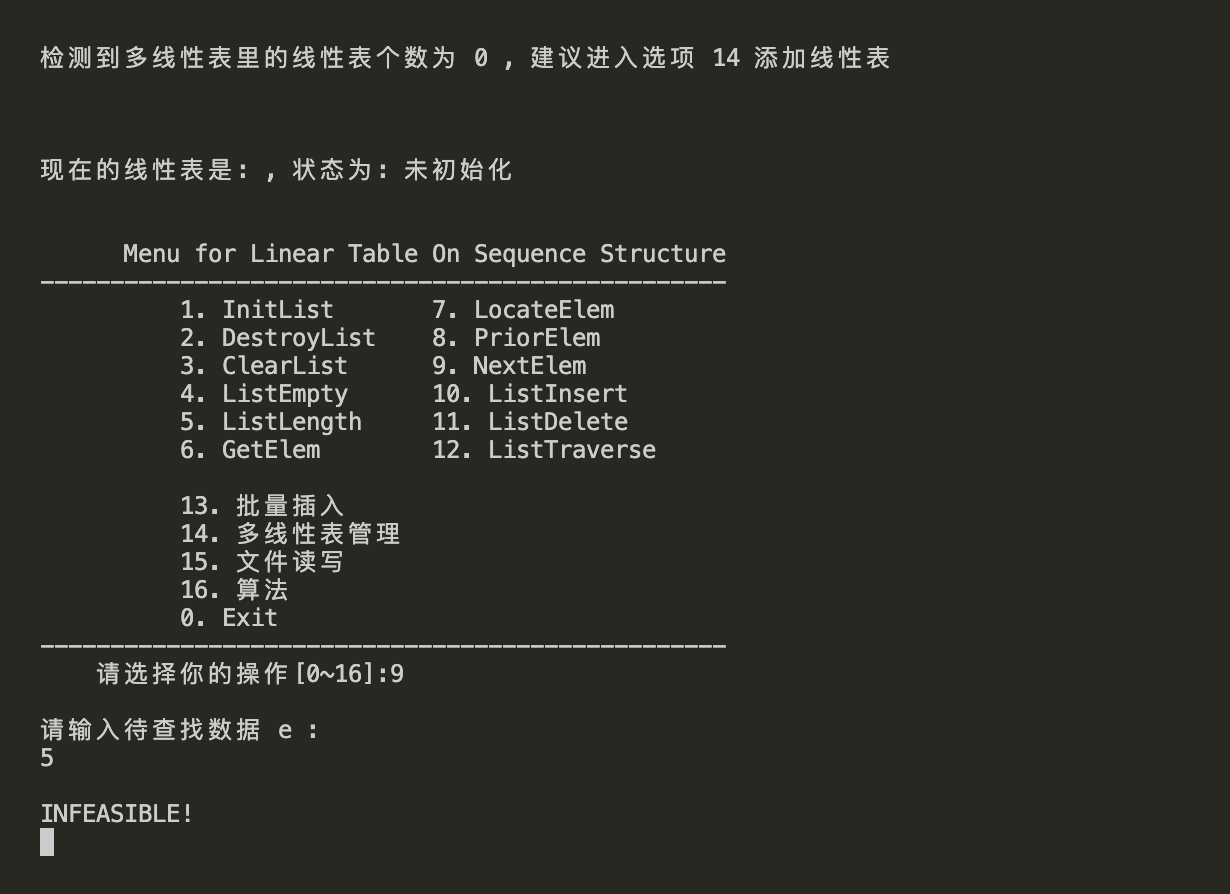 检测到多线性表里的线性表个数为 0 , 建议进入选项 14 添加线性表
现在的线性表是: , 状态为: 未初始化
Menu for Linear Table On Sequence Structure
-------------------------------------------------
1. InitList 7. LocateElem
2. DestroyList 8. PriorElem
3. ClearList 9. NextElem
4. ListEmpty 10. ListInsert
5. ListLength 11. ListDelete
6. GetElem 12. ListTraverse
13. 批量插入
14. 多线性表管理
15. 文件读写
16. 算法
0. Exit
-------------------------------------------------
请选择你的操作[0~16]:9
请输入待查找数据 e :
5
INFEASIBLE!